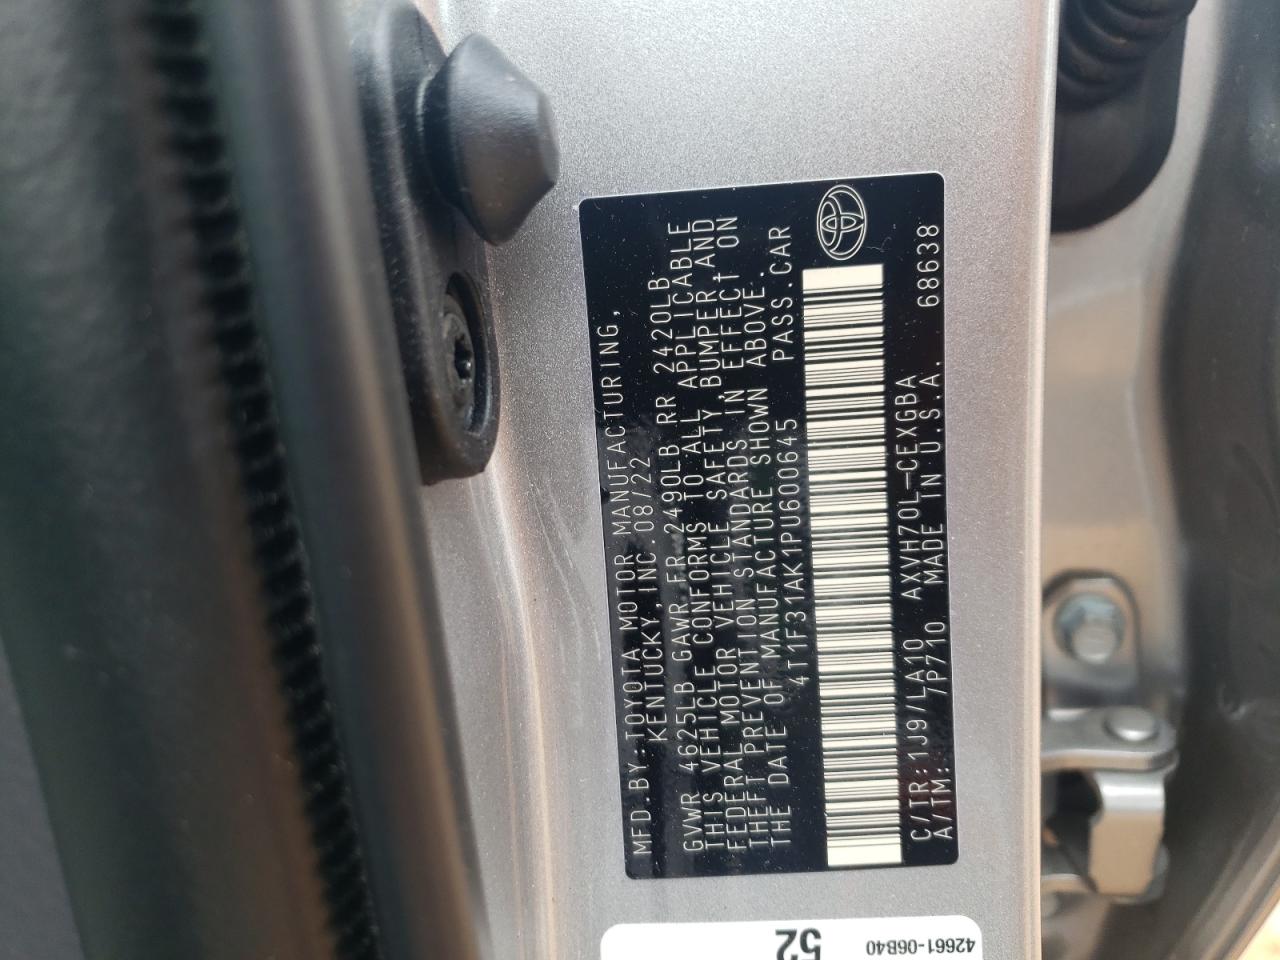 MFD.BY:TOYOTA MOTOR MANUFACTURING,
KENTUCKY,INC.08/22
GVWR 4625LB GAWR FR 2490LB RR 2420LB
THIS VEHICLE CONFORMS TO ALL APPLICABLE
FEDERAL MOTOR VEHICLE SAFETY,BUMPER,AND
THEFT PREVENTION STANDARDS IN EFFECT ON
THE DATE OF MANUFACTURE SHOWN ABOVE.
4T1F31AK1PU600645 PASS.CAR
C/TR:1J9/LA10 AXVH70L-CEXGBA
A/TM: 7P710 MADE IN U.S.A. 68638
52
42661-06B40